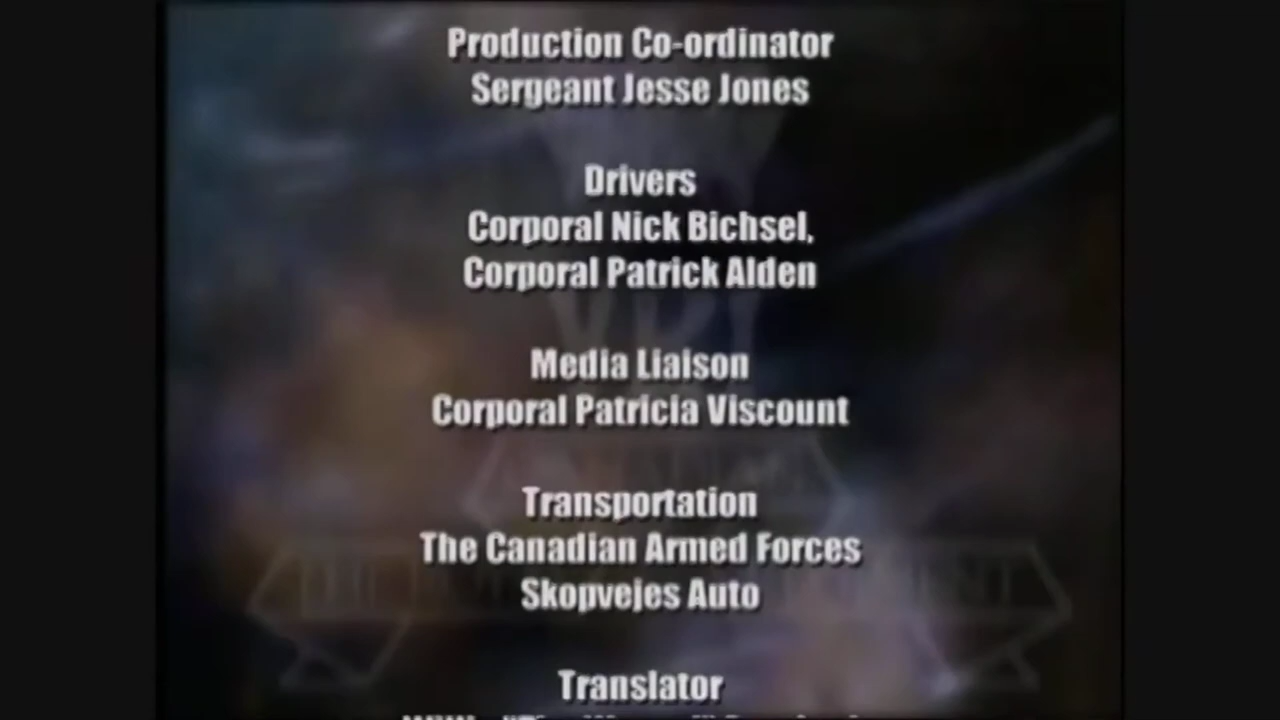 Production Co-ordinator
Sergeant Jesse Jones
Drivers
Corporal Nick Bichsel,
Corporal Patrick Alden
Media Liaison
Corporal Patricia Viscount
Transportation
The Canadian Armed Forces
Skopvejes Auto
Translator